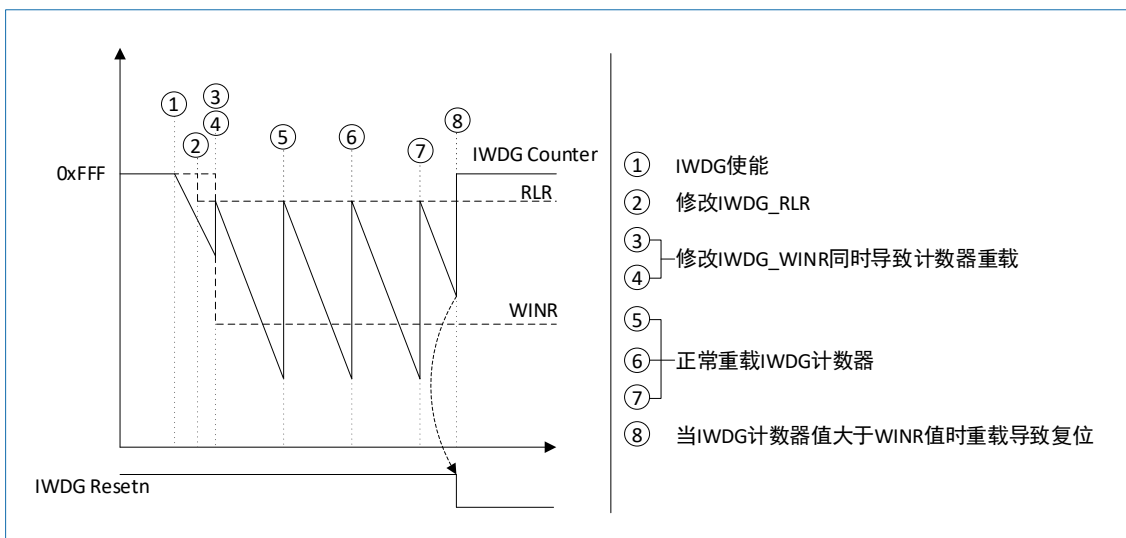 ①
③
④
②
⑤
⑥
⑦
⑧
IWDG Counter
0xFFF
RLR
WINR
IWDG Resetn
① IWDG使能
② 修改IWDG_RLR
③
④
修改IWDG_WINR同时导致计数器重载
⑤
⑥ 正常重载IWDG计数器
⑦
⑧ 当IWDG计数器值大于WINR值时重载导致复位